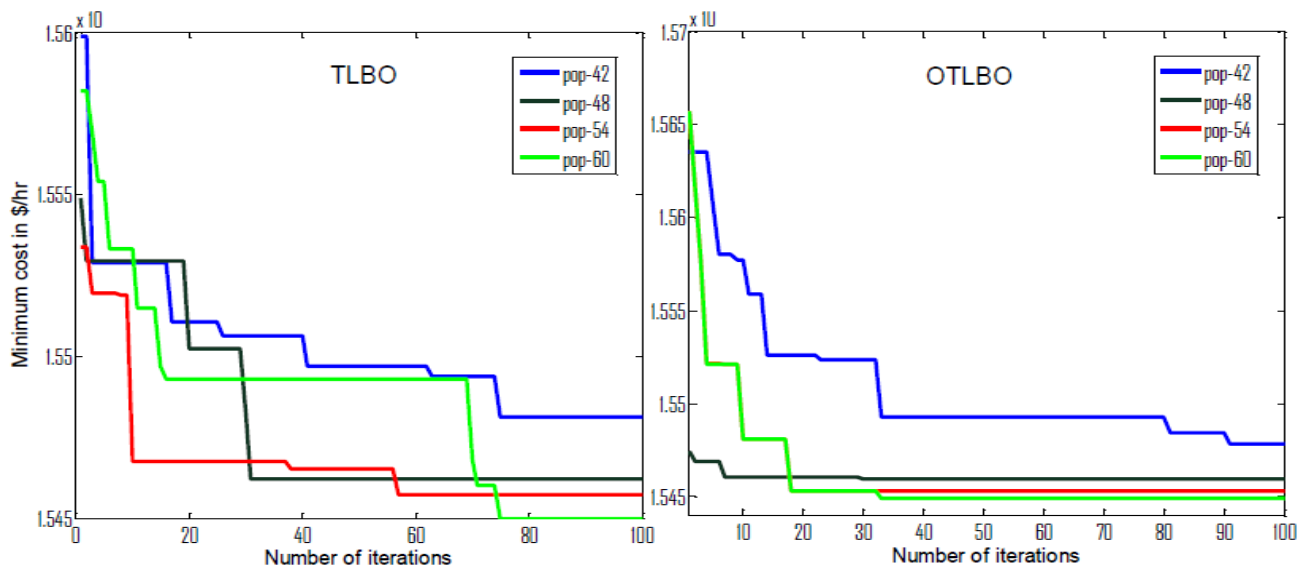 x 10
1.56
1.555
1.55
1.545
0
20
40
60
80
100
Minimum cost in $/hr
Number of iterations
TLBO
pop-42
pop-48
pop-54
pop-60
x 10
1.57
1.565
1.56
1.555
1.55
1.545
10
20
30
40
50
60
70
80
90
100
Number of iterations
OTLBO
pop-42
pop-48
pop-54
pop-60